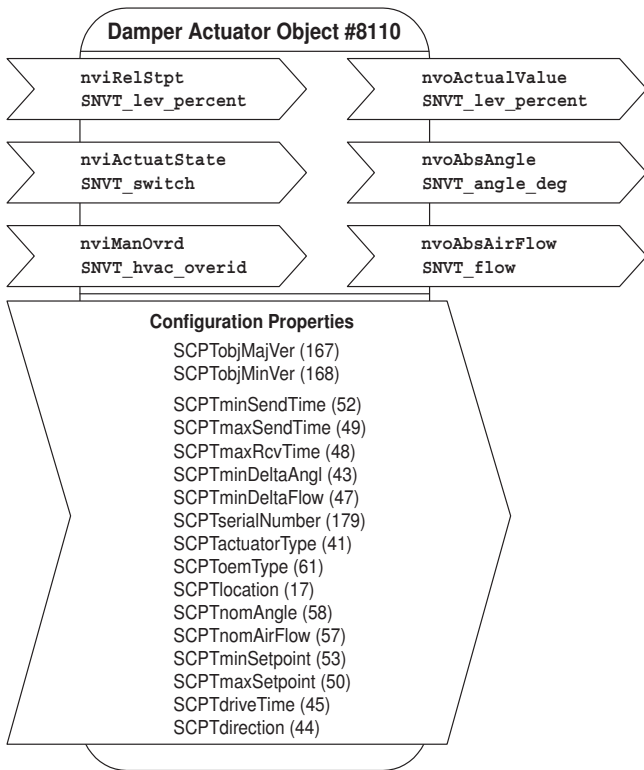 Damper Actuator Object #8110
nviRelStpt
SNVT_lev_percent
nvoActualValue
SNVT_lev_percent
nviActuatState
SNVT_switch
nvoAbsAngle
SNVT_angle_deg
nviManOvrd
SNVT_hvac_overid
nvoAbsAirFlow
SNVT_flow
Configuration Properties
SCPTobjMajVer (167)
SCPTobjMinVer (168)
SCPTminSendTime (52)
SCPTmaxSendTime (49)
SCPTmaxRcvTime (48)
SCPTminDeltaAngl (43)
SCPTminDeltaFlow (47)
SCPTserialNumber (179)
SCPTactuatorType (41)
SCPToemType (61)
SCPTlocation (17)
SCPTnomAngle (58)
SCPTnomAirFlow (57)
SCPTminSetpoint (53)
SCPTmaxSetpoint (50)
SCPTdriveTime (45)
SCPTdirection (44)